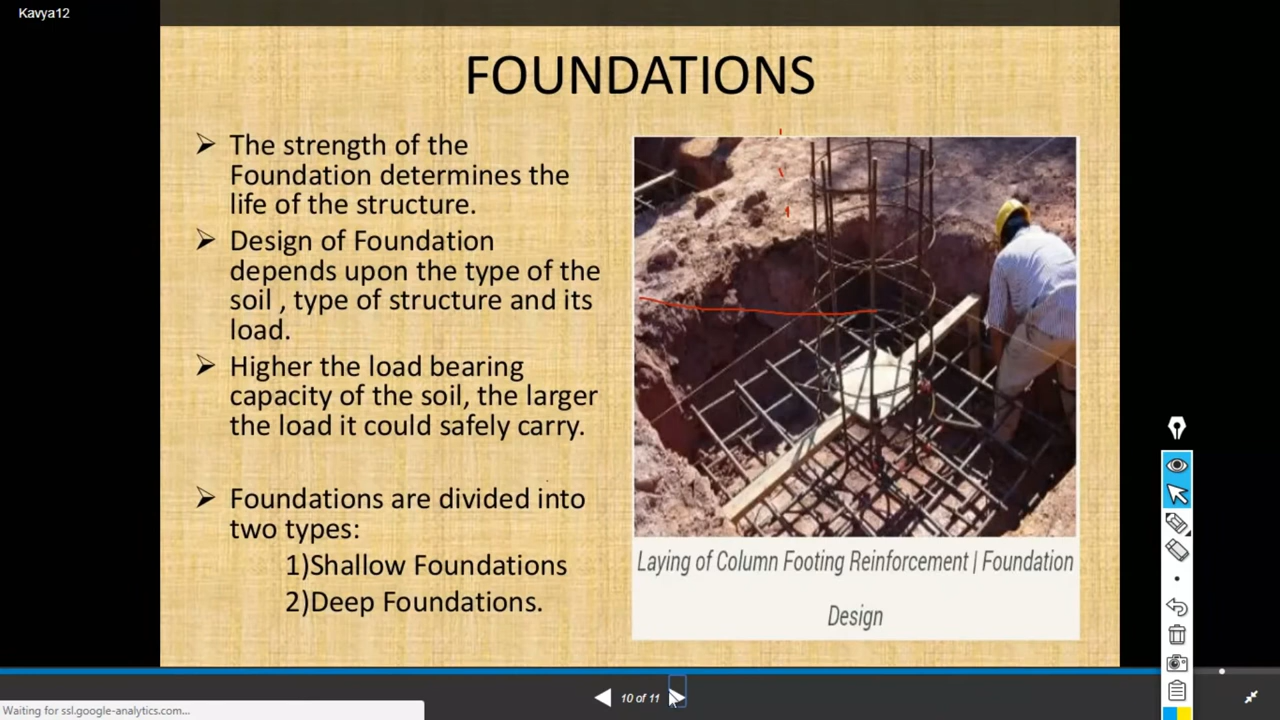 Kavya12
FOUNDATIONS
➢ The strength of the
Foundation determines the
life of the structure.
➢ Design of Foundation
depends upon the type of the
soil , type of structure and its
load.
➢ Higher the load bearing
capacity of the soil, the larger
the load it could safely carry.
➢ Foundations are divided into
two types:
1)Shallow Foundations
2)Deep Foundations.
Laying of Column Footing Reinforcement | Foundation
Design
10 of 11
Waiting for ssl.google-analytics.com...